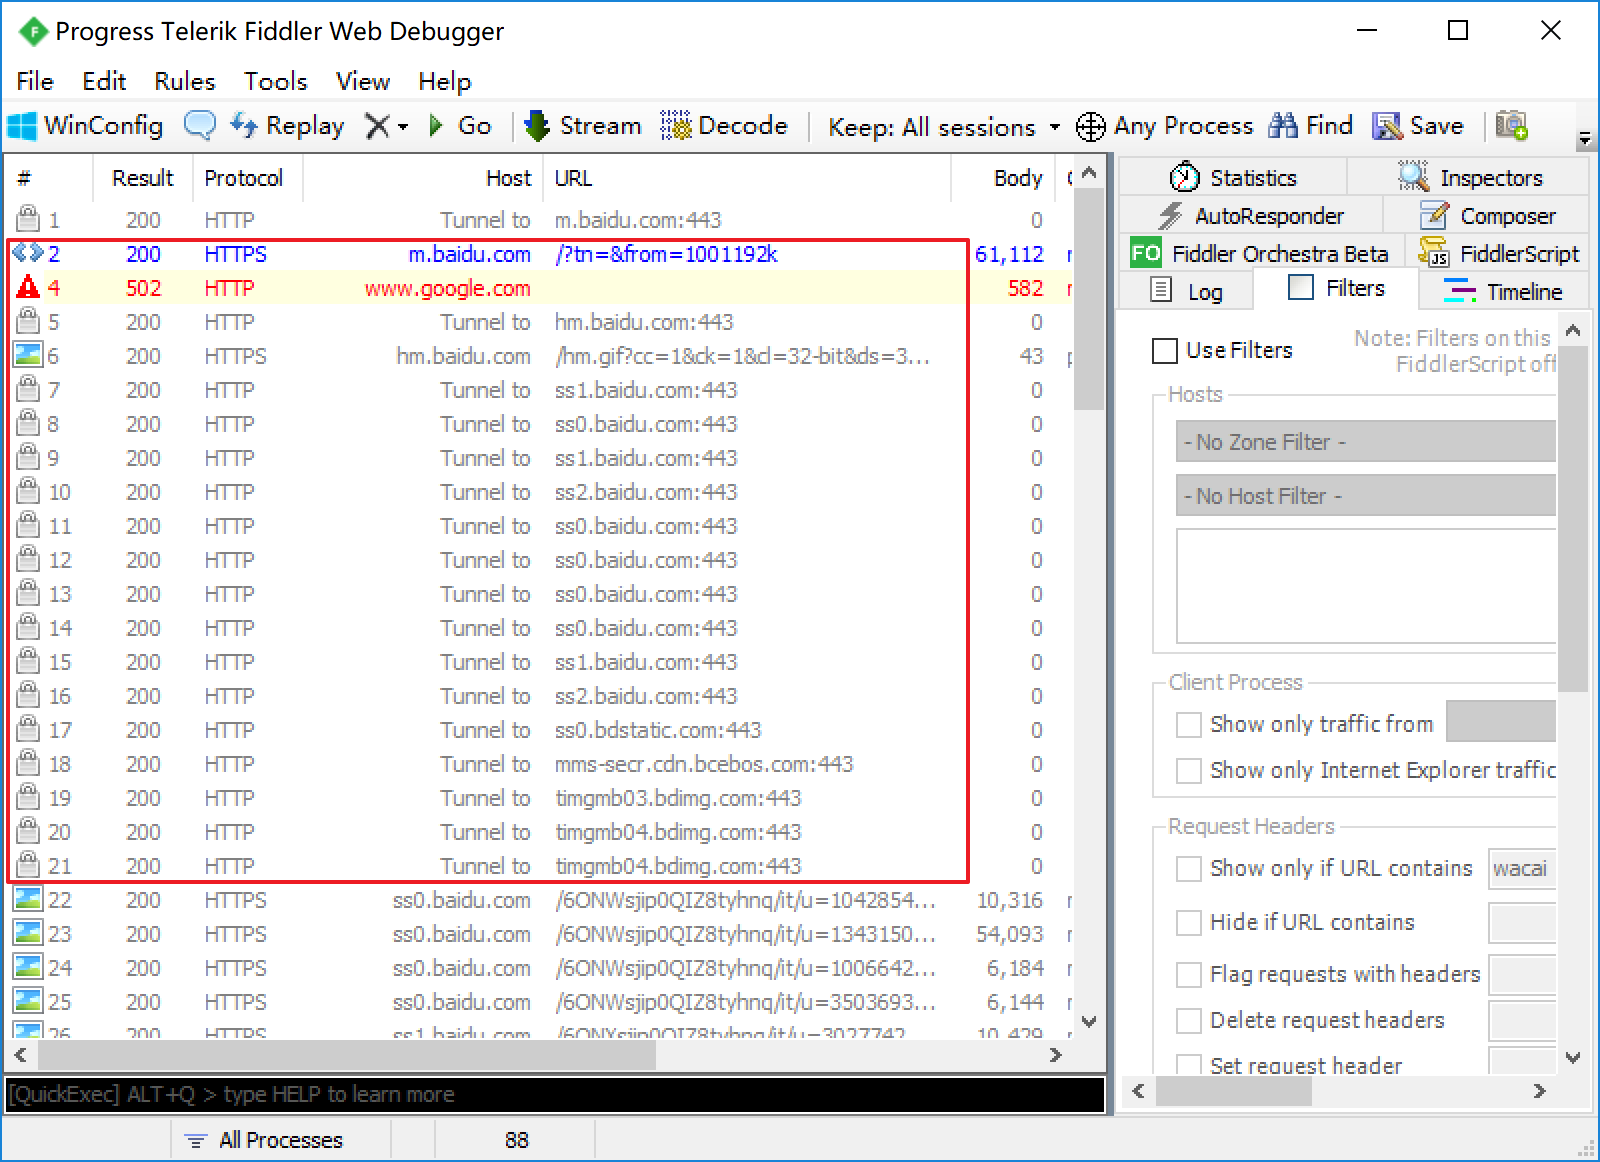 Progress Telerik Fiddler Web Debugger
File Edit Rules Tools View Help
WinConfig Replay Go Stream Decode Keep: All sessions Any Process Find Save
# Result Protocol Host URL Body
1 200 HTTP Tunnel to m.baidu.com:443 0
2 200 HTTPS m.baidu.com /?tn=&from=1001192k 61,112
4 502 HTTP www.google.com 582
5 200 HTTP Tunnel to hm.baidu.com:443 0
6 200 HTTPS hm.baidu.com /hm.gif?cc=1&ck=1&cl=32-bit&ds=3... 43
7 200 HTTP Tunnel to ss1.baidu.com:443 0
8 200 HTTP Tunnel to ss0.baidu.com:443 0
9 200 HTTP Tunnel to ss1.baidu.com:443 0
10 200 HTTP Tunnel to ss2.baidu.com:443 0
11 200 HTTP Tunnel to ss0.baidu.com:443 0
12 200 HTTP Tunnel to ss0.baidu.com:443 0
13 200 HTTP Tunnel to ss0.baidu.com:443 0
14 200 HTTP Tunnel to ss0.baidu.com:443 0
15 200 HTTP Tunnel to ss1.baidu.com:443 0
16 200 HTTP Tunnel to ss2.baidu.com:443 0
17 200 HTTP Tunnel to ss0.bdstatic.com:443 0
18 200 HTTP Tunnel to mms-secr.cdn.bcebos.com:443 0
19 200 HTTP Tunnel to timgmb03.bdimg.com:443 0
20 200 HTTP Tunnel to timgmb04.bdimg.com:443 0
21 200 HTTP Tunnel to timgmb04.bdimg.com:443 0
22 200 HTTPS ss0.baidu.com /6ONWsjip0QIZ8tyhnq/it/u=1042854... 10,316
23 200 HTTPS ss0.baidu.com /6ONWsjip0QIZ8tyhnq/it/u=1343150... 54,093
24 200 HTTPS ss0.baidu.com /6ONWsjip0QIZ8tyhnq/it/u=1006642... 6,184
25 200 HTTPS ss0.baidu.com /6ONWsjip0QIZ8tyhnq/it/u=3503693... 6,144
26 200 HTTPS ss1.baidu.com /6ONXsjip0QIZ8tyhnq/it/u=3027742... 10,429
[QuickExec] ALT+Q > type HELP to learn more
All Processes 88
Statistics Inspectors
AutoResponder Composer
FO Fiddler Orchestra Beta JS FiddlerScript
Log Filters Timeline
Use Filters Note: Filters on this
FiddlerScript off
Hosts
- No Zone Filter -
- No Host Filter -
Client Process
Show only traffic from
Show only Internet Explorer traffic
Request Headers
Show only if URL contains wacai
Hide if URL contains
Flag requests with headers
Delete request headers
Set request header